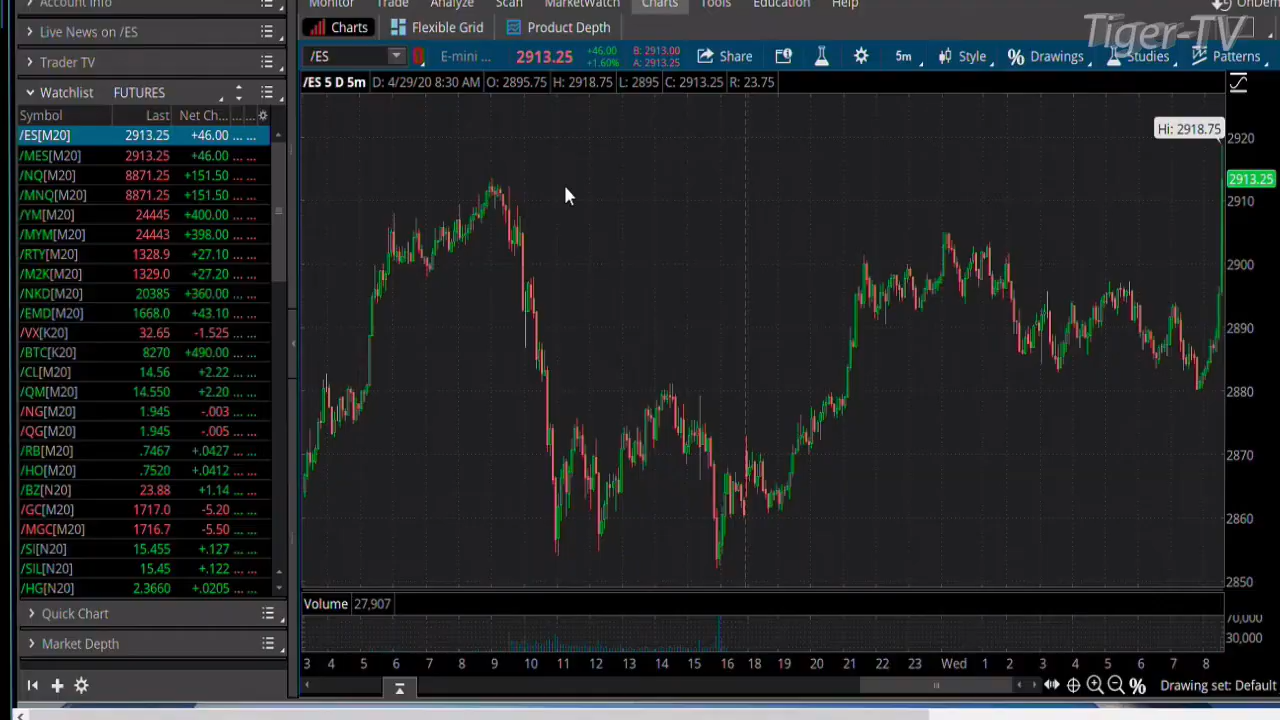 Account Info
Monitor Trade Analyze Scan MarketWatch Charts Tools Education Help
Tiger-TV
Live News on /ES
Charts Flexible Grid Product Depth
Trader TV
/ES E-mini ... 2913.25 +46.00 +1.60% B: 2913.00 A: 2913.25 Share 5m Style Drawings Studies Patterns
Watchlist FUTURES
/ES 5 D 5m D: 4/29/20 8:30 AM O: 2895.75 H: 2918.75 L: 2895 C: 2913.25 R: 23.75
Symbol Last Net Ch... ... ...
/ES[M20] 2913.25 +46.00 ... ...
/MES[M20] 2913.25 +46.00 ... ...
/NQ[M20] 8871.25 +151.50 ... ...
/MNQ[M20] 8871.25 +151.50 ... ...
/YM[M20] 24445 +400.00 ... ...
/MYM[M20] 24443 +398.00 ... ...
/RTY[M20] 1328.9 +27.10 ... ...
/M2K[M20] 1329.0 +27.20 ... ...
/NKD[M20] 20385 +360.00 ... ...
/EMD[M20] 1668.0 +43.10 ... ...
/VX[K20] 32.65 -1.525 ... ...
/BTC[K20] 8270 +490.00 ... ...
/CL[M20] 14.56 +2.22 ... ...
/QM[M20] 14.550 +2.20 ... ...
/NG[M20] 1.945 -.003 ... ...
/QG[M20] 1.945 -.005 ... ...
/RB[M20] .7467 +.0427 ... ...
/HO[M20] .7520 +.0412 ... ...
/BZ[N20] 23.88 +1.14 ... ...
/GC[M20] 1717.0 -5.20 ... ...
/MGC[M20] 1716.7 -5.50 ... ...
/SI[N20] 15.455 +.127 ... ...
/SIL[N20] 15.45 +.122 ... ...
/HG[N20] 2.3660 +.0205 ... ...
Hi: 2918.75
2920
2913.25
2910
2900
2890
2880
2870
2860
2850
Volume 27,907
70,000
30,000
3 4 5 6 7 8 9 10 11 12 13 14 15 16 18 19 20 21 22 23 Wed 1 2 3 4 5 6 7 8
Quick Chart
Market Depth
Drawing set: Default